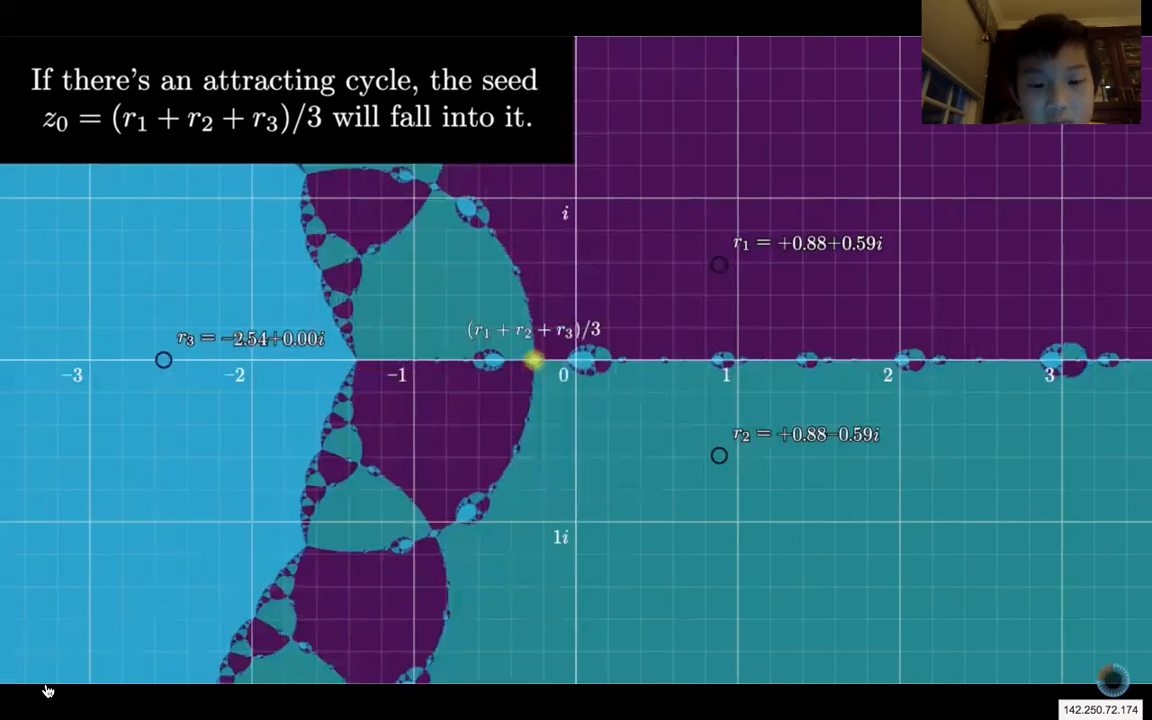 If there's an attracting cycle, the seed
z₀ = (r₁ + r₂ + r₃)/3 will fall into it.
i
r₁ = +0.88+0.59i
r₃ = −2.54+0.00i
(r₁ + r₂ + r₃)/3
−3 −2 −1 0 1 2 3
r₂ = +0.88−0.59i
1i
142.250.72.174